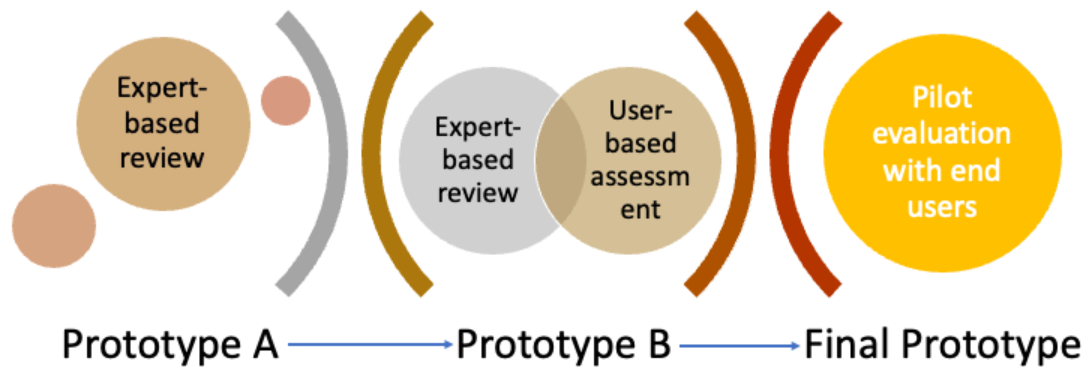 Expert-
based
review
Expert-
based
review
User-
based
assessm
ent
Pilot
evaluation
with end
users
Prototype A
Prototype B
Final Prototype